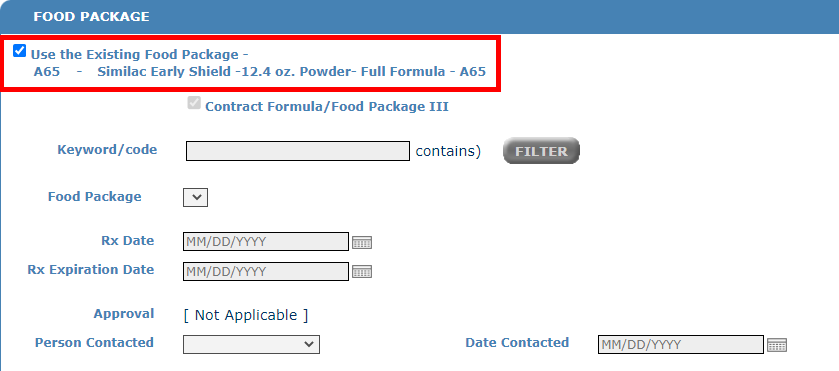 FOOD PACKAGE
Use the Existing Food Package -
A65 - Similac Early Shield -12.4 oz. Powder- Full Formula - A65
Contract Formula/Food Package III
Keyword/code contains) FILTER
Food Package
Rx Date MM/DD/YYYY
Rx Expiration Date MM/DD/YYYY
Approval [ Not Applicable ]
Person Contacted Date Contacted MM/DD/YYYY